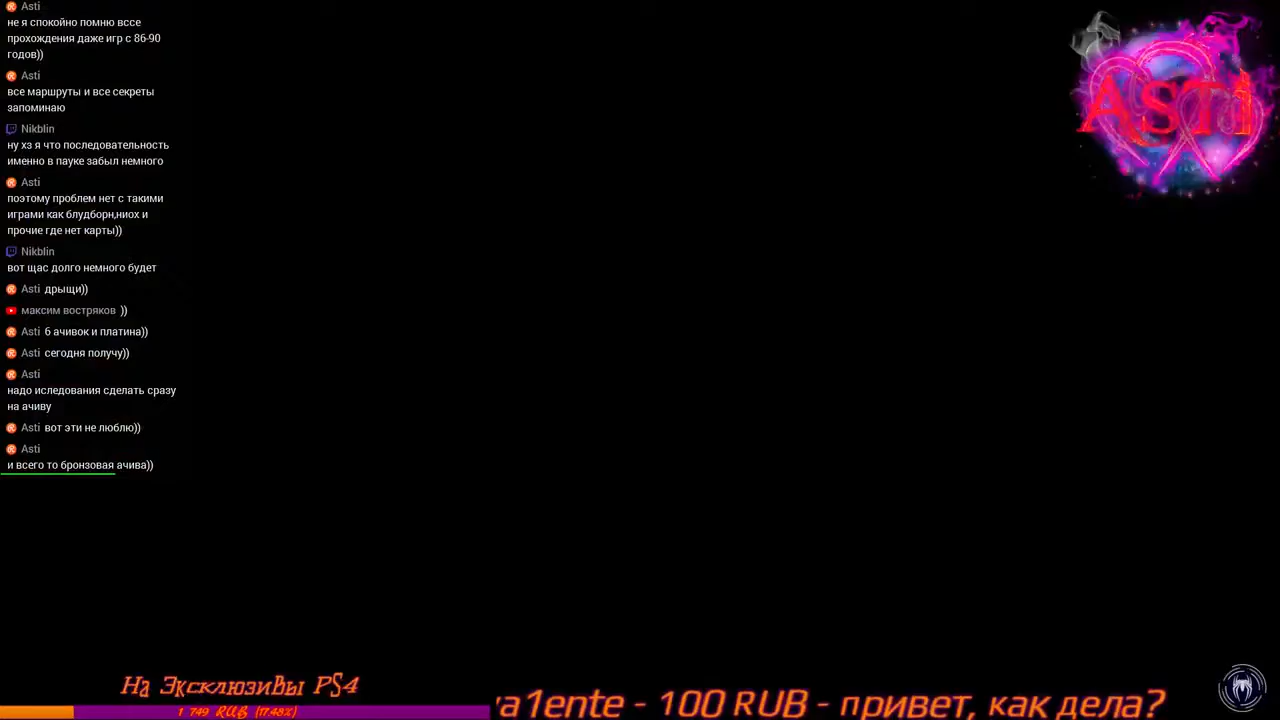 Asti
не я спокойно помню вссе
прохождения даже игр с 86-90
годов))
Asti
все маршруты и все секреты
запоминаю
Nikblin
ну хз я что последовательность
именно в пауке забыл немного
Asti
поэтому проблем нет с такими
играми как блудборн,ниох и
прочие где нет карты))
Nikblin
вот щас долго немного будет
Asti дрыщи))
максим востряков ))
Asti 6 ачивок и платина))
Asti сегодня получу))
Asti
надо иследования сделать сразу
на ачиву
Asti вот эти не люблю))
Asti
и всего то бронзовая ачива))
ASTI
На Эксклюзивы PS4
1 749 RUB (17.48%)
va1ente - 100 RUB - привет, как дела?